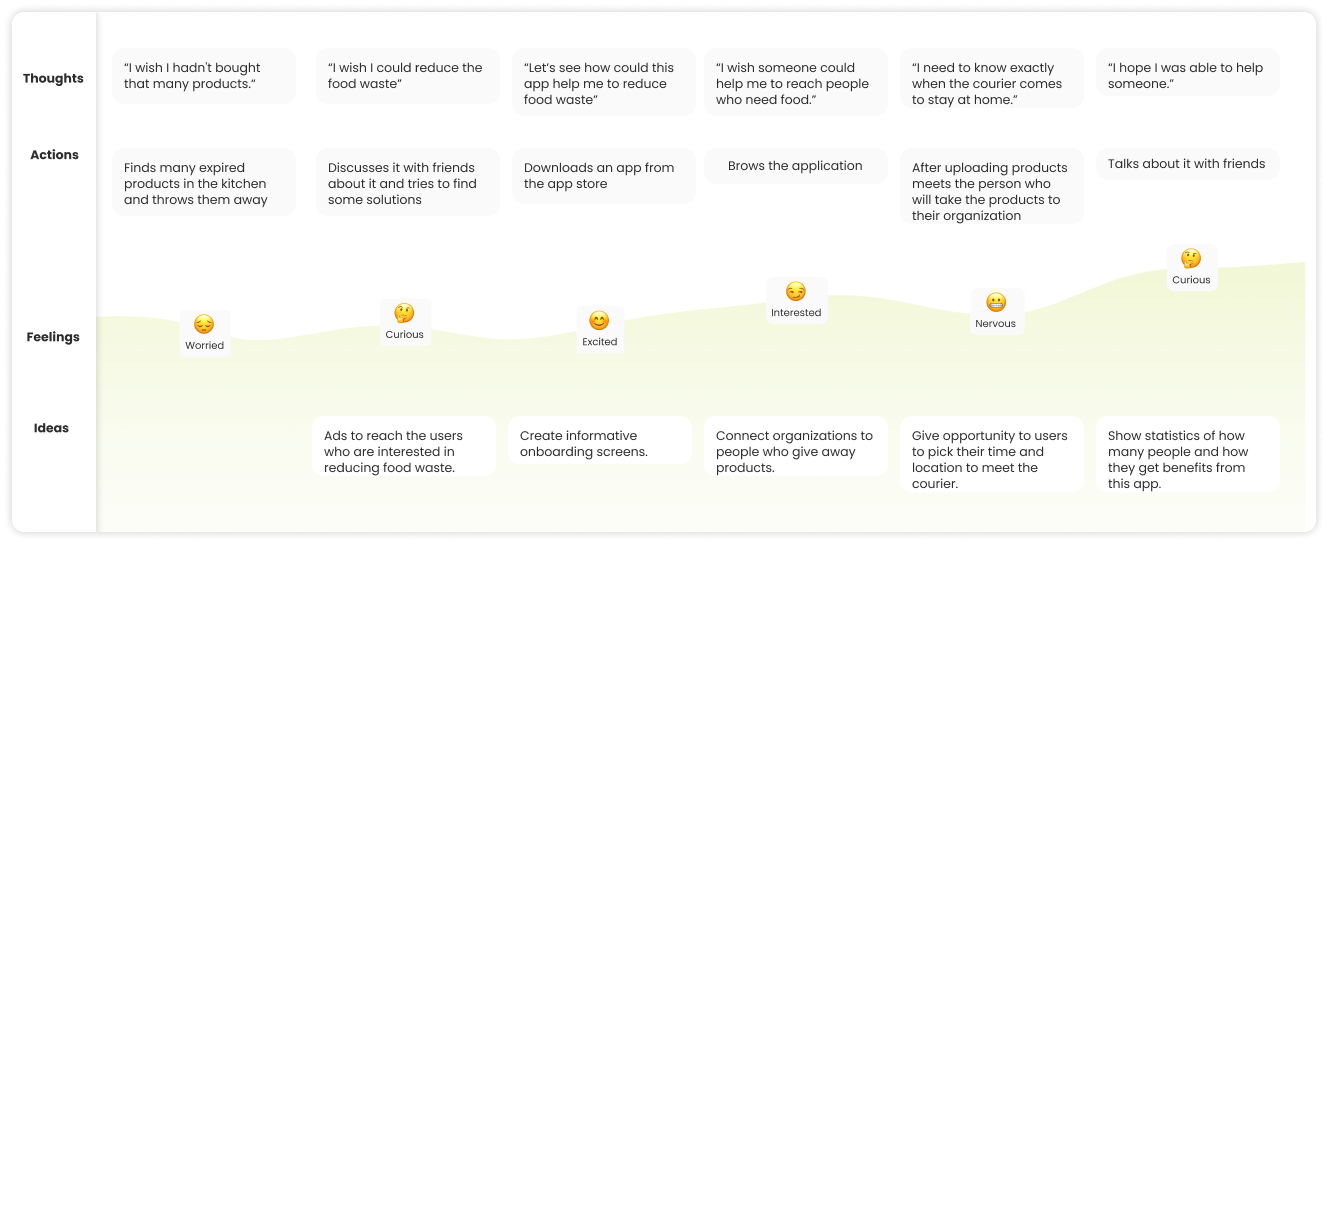 Thoughts
“I wish I hadn't bought
that many products.“
“I wish I could reduce the
food waste”
“Let’s see how could this
app help me to reduce
food waste”
“I wish someone could
help me to reach people
who need food.”
“I need to know exactly
when the courier comes
to stay at home.”
“I hope I was able to help
someone.“
Actions
Finds many expired
products in the kitchen
and throws them away
Discusses it with friends
about it and tries to find
some solutions
Downloads an app from
the app store
Brows the application
After uploading products
meets the person who
will take the products to
their organization
Talks about it with friends
Feelings
Worried
Curious
Excited
Interested
Nervous
Curious
Ideas
Ads to reach the users
who are interested in
reducing food waste.
Create informative
onboarding screens.
Connect organizations to
people who give away
products.
Give opportunity to users
to pick their time and
location to meet the
courier.
Show statistics of how
many people and how
they get benefits from
this app.